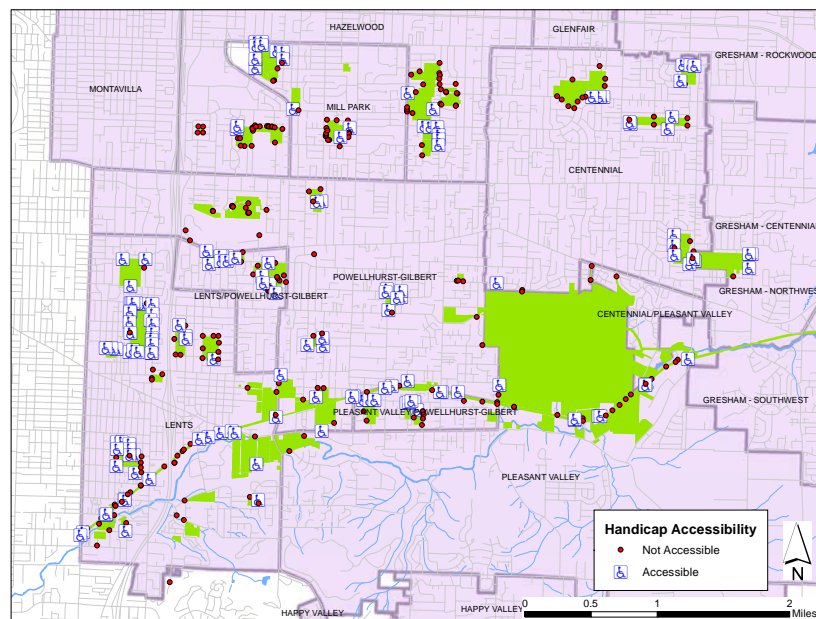 HAZELWOOD
GLENFAIR
GRESHAM - ROCKWOOD
MONTAVILLA
MILL PARK
CENTENNIAL
GRESHAM - CENTENNIAL
POWELLHURST-GILBERT
GRESHAM - NORTHWEST
LENTS/POWELLHURST-GILBERT
CENTENNIAL/PLEASANT VALLEY
GRESHAM - SOUTHWEST
PLEASANT VALLEY/POWELLHURST-GILBERT
LENTS
PLEASANT VALLEY
Handicap Accessibility
Not Accessible
Accessible
N
HAPPY VALLEY
HAPPY VALLEY
0 0.5 1 2
Miles